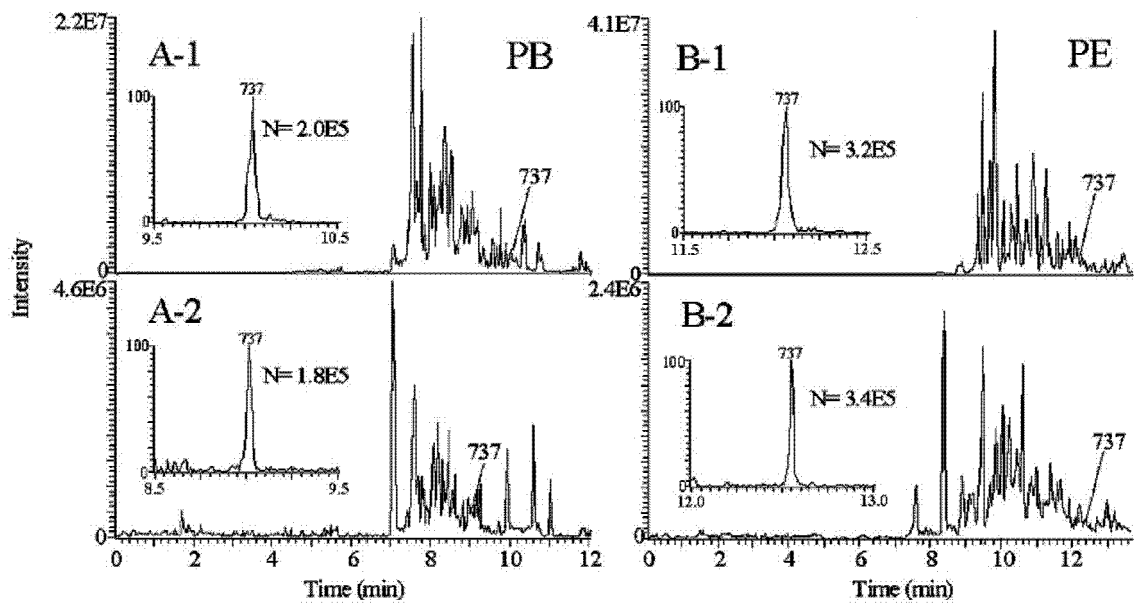 2.2E7
A-1
PB
100
737
N= 2.0E5
0
9.5
10.5
737
0
4.1E7
B-1
PE
100
737
N= 3.2E5
0
11.5
12.5
737
0
Intensity
4.6E6
A-2
100
737
N= 1.8E5
0
8.5
9.5
737
0
0 2 4 6 8 10 12
Time (min)
2.4E6
B-2
100
737
N= 3.4E5
0
12.0
13.0
737
0
0 2 4 6 8 10 12
Time (min)